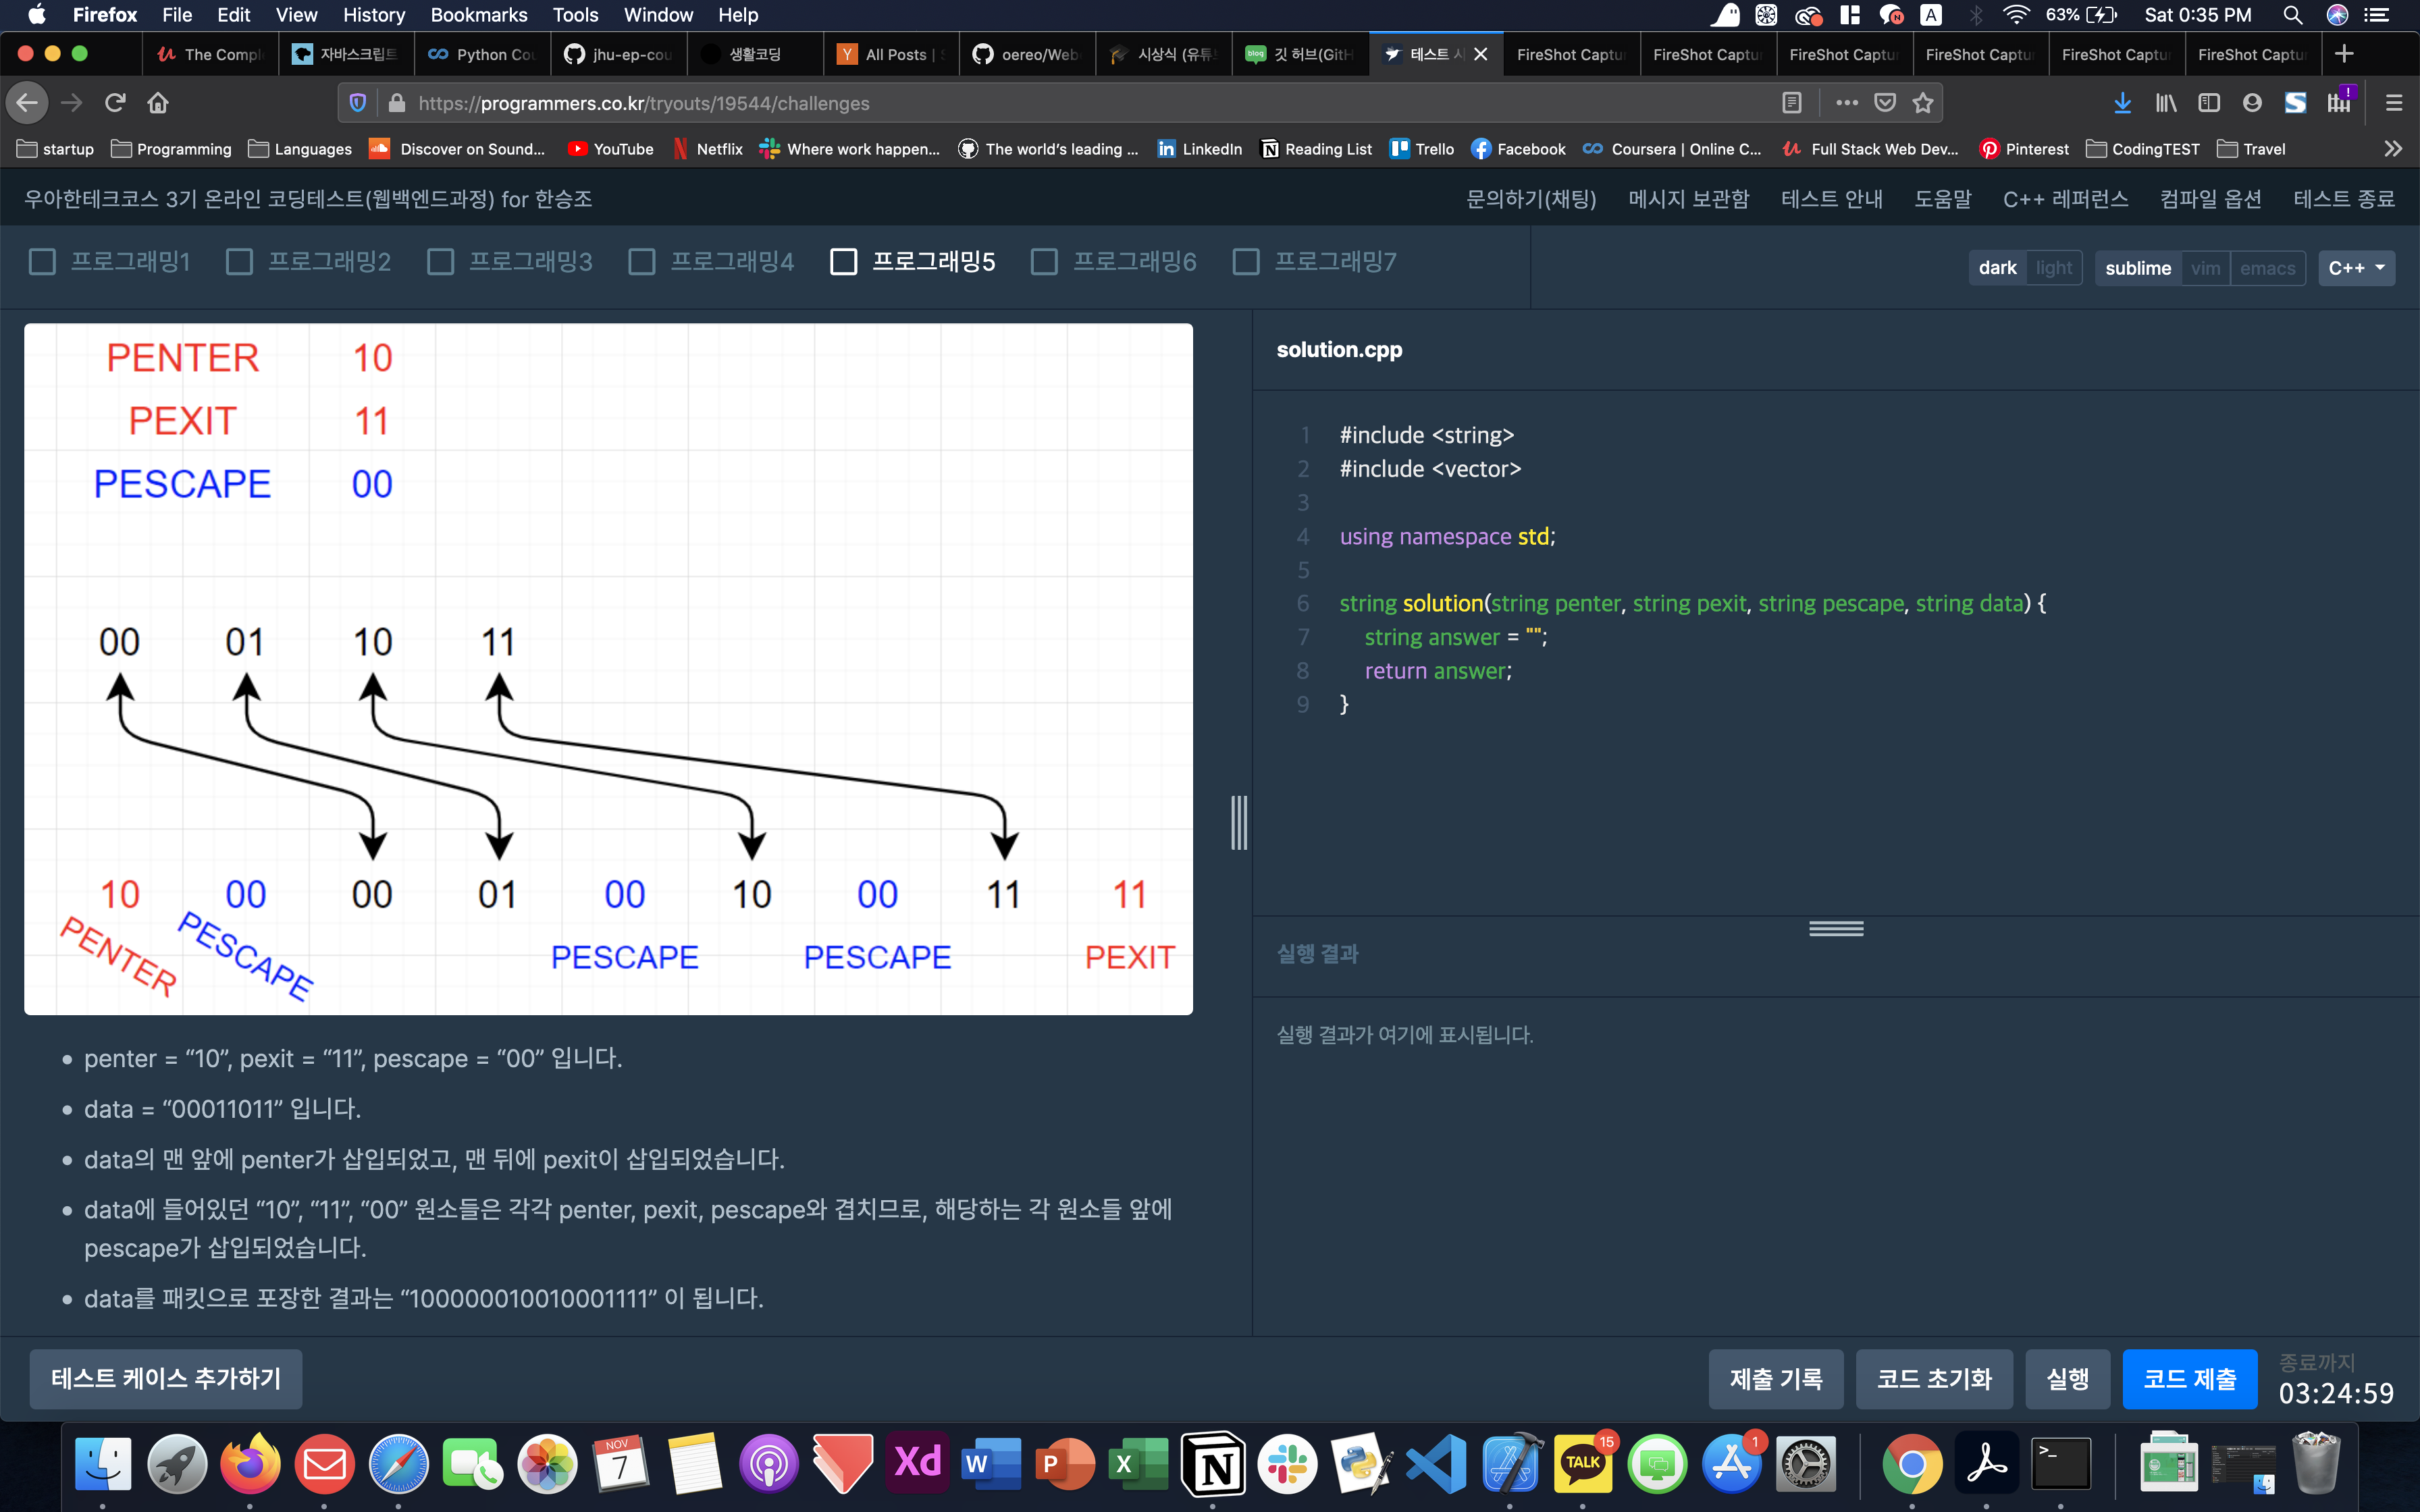 Firefox File Edit View History Bookmarks Tools Window Help
63% Sat 0:35 PM
The Compl 자바스크립트 Python Cou jhu-ep-cou 생활코딩 All Posts | oereo/Web 시상식 (유튜 깃 허브(GitH 테스트 시 FireShot Captu FireShot Captu FireShot Captu FireShot Captu FireShot Captu FireShot Captu
https://programmers.co.kr/tryouts/19544/challenges
startup Programming Languages Discover on Sound... YouTube Netflix Where work happen... The world's leading ... LinkedIn Reading List Trello Facebook Coursera | Online C... Full Stack Web Dev... Pinterest CodingTEST Travel
우아한테크코스 3기 온라인 코딩테스트(웹백엔드과정) for 한승조
문의하기(채팅) 메시지 보관함 테스트 안내 도움말 C++ 레퍼런스 컴파일 옵션 테스트 종료
프로그래밍1 프로그래밍2 프로그래밍3 프로그래밍4 프로그래밍5 프로그래밍6 프로그래밍7
dark light sublime vim emacs C++
PENTER 10
PEXIT 11
PESCAPE 00
00 01 10 11
10 00 00 01 00 10 00 11 11
PENTER PESCAPE PESCAPE PESCAPE PEXIT
• penter = “10”, pexit = “11”, pescape = “00” 입니다.
• data = “00011011” 입니다.
• data의 맨 앞에 penter가 삽입되었고, 맨 뒤에 pexit이 삽입되었습니다.
• data에 들어있던 “10”, “11”, “00” 원소들은 각각 penter, pexit, pescape와 겹치므로, 해당하는 각 원소들 앞에
pescape가 삽입되었습니다.
• data를 패킷으로 포장한 결과는 “100000010010001111” 이 됩니다.
solution.cpp
1 #include <string>
2 #include <vector>
3
4 using namespace std;
5
6 string solution(string penter, string pexit, string pescape, string data) {
7 string answer = "";
8 return answer;
9 }
실행 결과
실행 결과가 여기에 표시됩니다.
테스트 케이스 추가하기
제출 기록 코드 초기화 실행 코드 제출
종료까지
03:24:59
NOV
7
Xd W P X N TALK 15 1